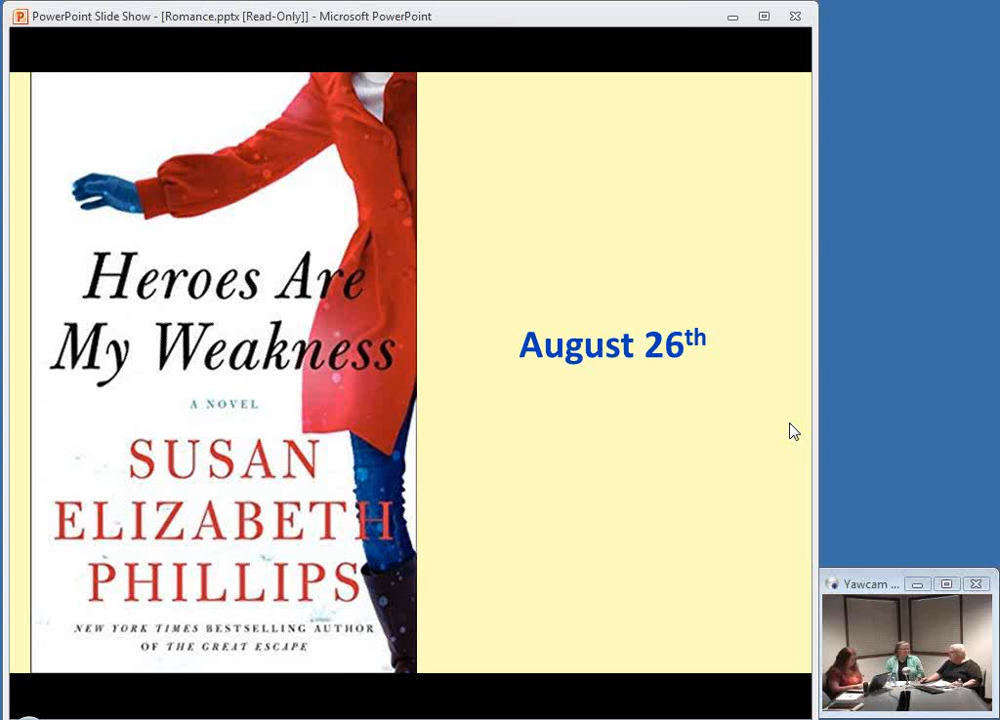 PowerPoint Slide Show - [Romance.pptx [Read-Only]] - Microsoft PowerPoint
Heroes Are
My Weakness
A NOVEL
SUSAN
ELIZABETH
PHILLIPS
NEW YORK TIMES BESTSELLING AUTHOR
OF THE GREAT ESCAPE
August 26th
Yawcam ...